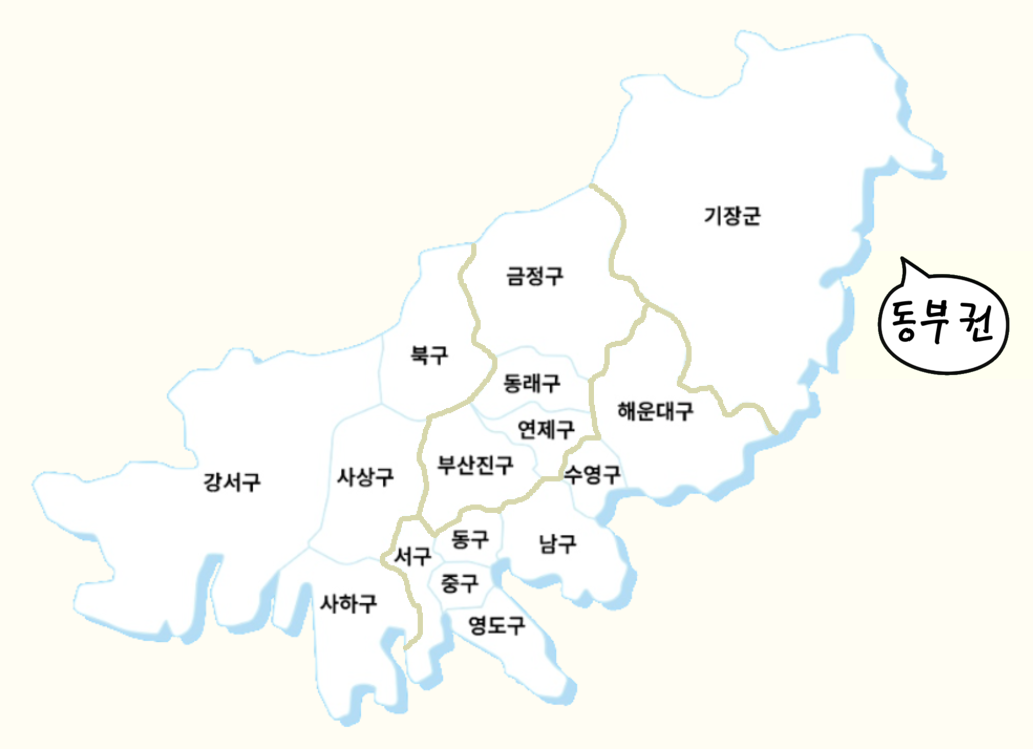 기장군
금정구
북구
동래구
해운대구
연제구
부산진구
수영구
사상구
강서구
동구
남구
서구
중구
사하구
영도구
동부권